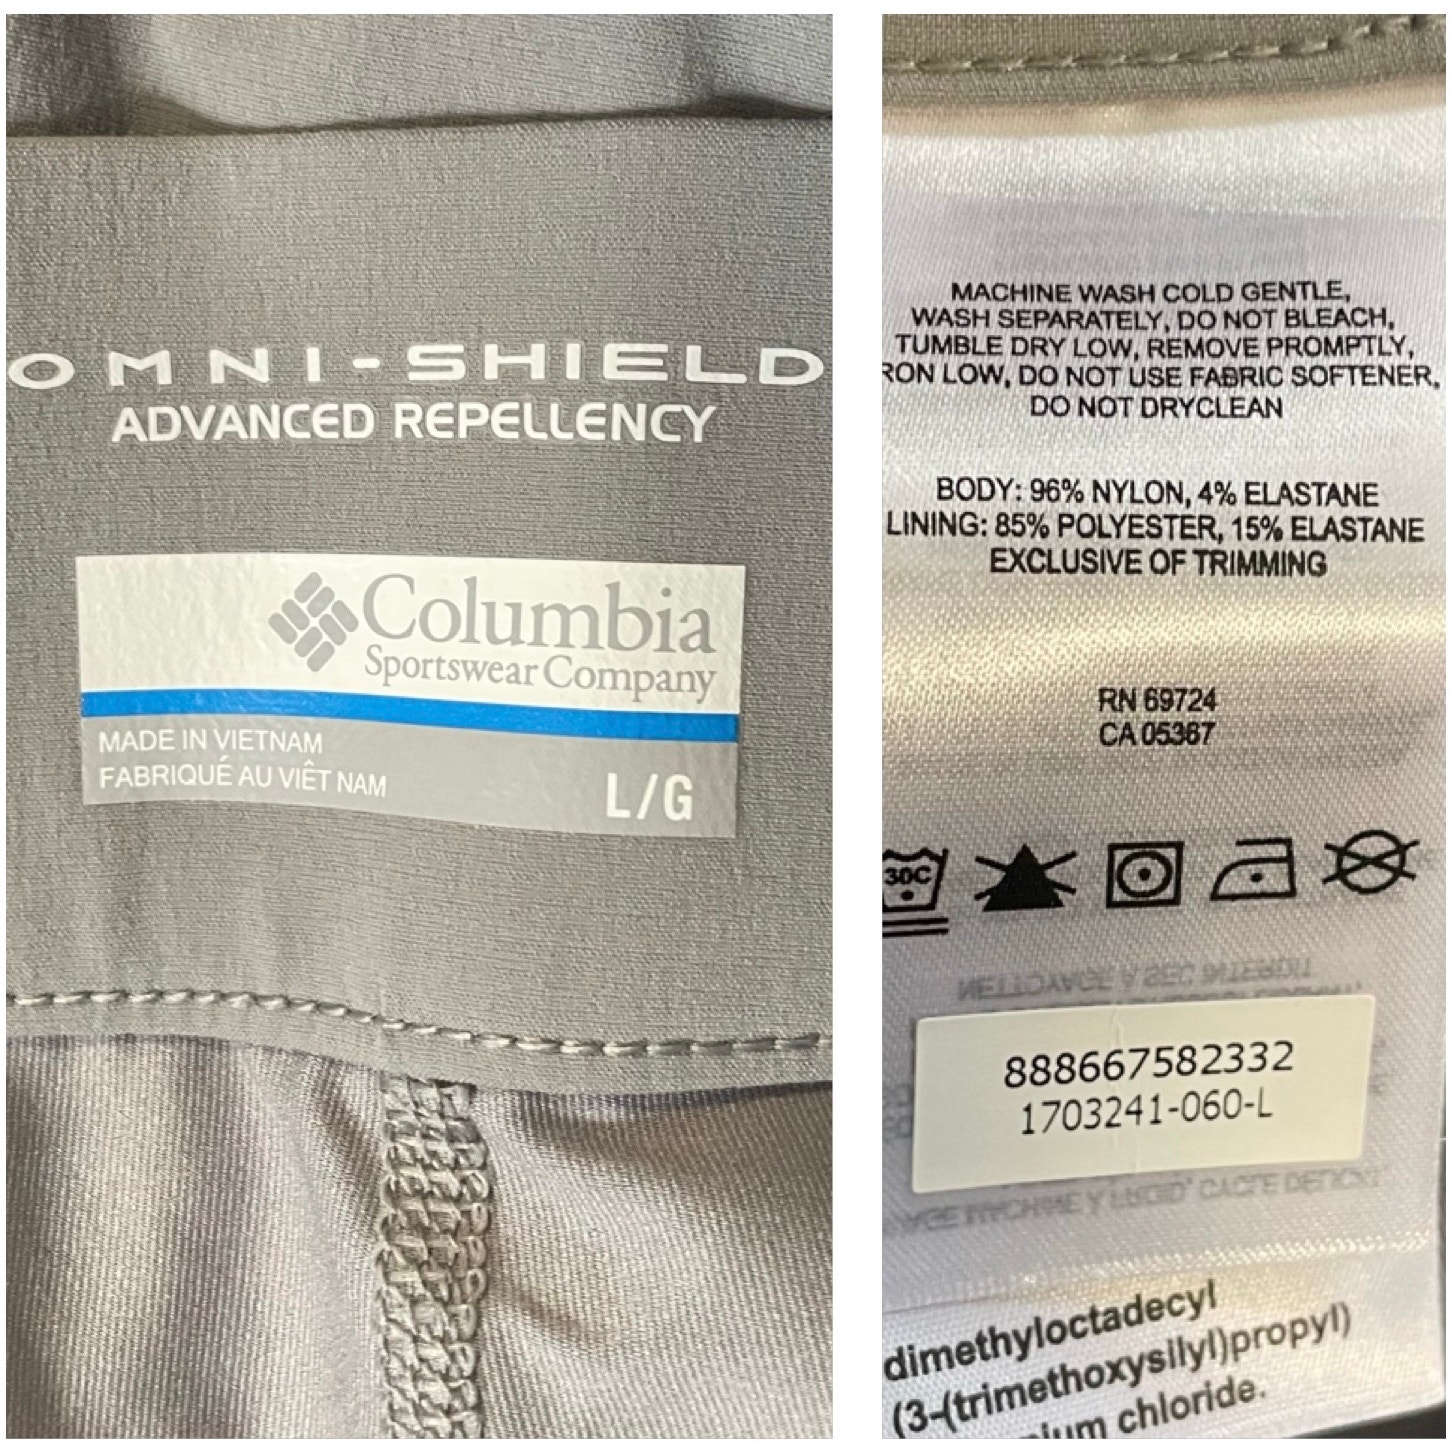 OMNI-SHIELD
ADVANCED REPELLENCY
Columbia
Sportswear Company
MADE IN VIETNAM
FABRIQUÉ AU VIÊT NAM
L/G
MACHINE WASH COLD GENTLE,
WASH SEPARATELY, DO NOT BLEACH,
TUMBLE DRY LOW, REMOVE PROMPTLY,
RON LOW, DO NOT USE FABRIC SOFTENER,
DO NOT DRYCLEAN
BODY: 96% NYLON, 4% ELASTANE
LINING: 85% POLYESTER, 15% ELASTANE
EXCLUSIVE OF TRIMMING
RN 69724
CA 05367
30C
NETTOYAGE A SEC INTERDIT
888667582332
1703241-060-L
dimethyloctadecyl
(3-(trimethoxysilyl)propyl)
chloride.